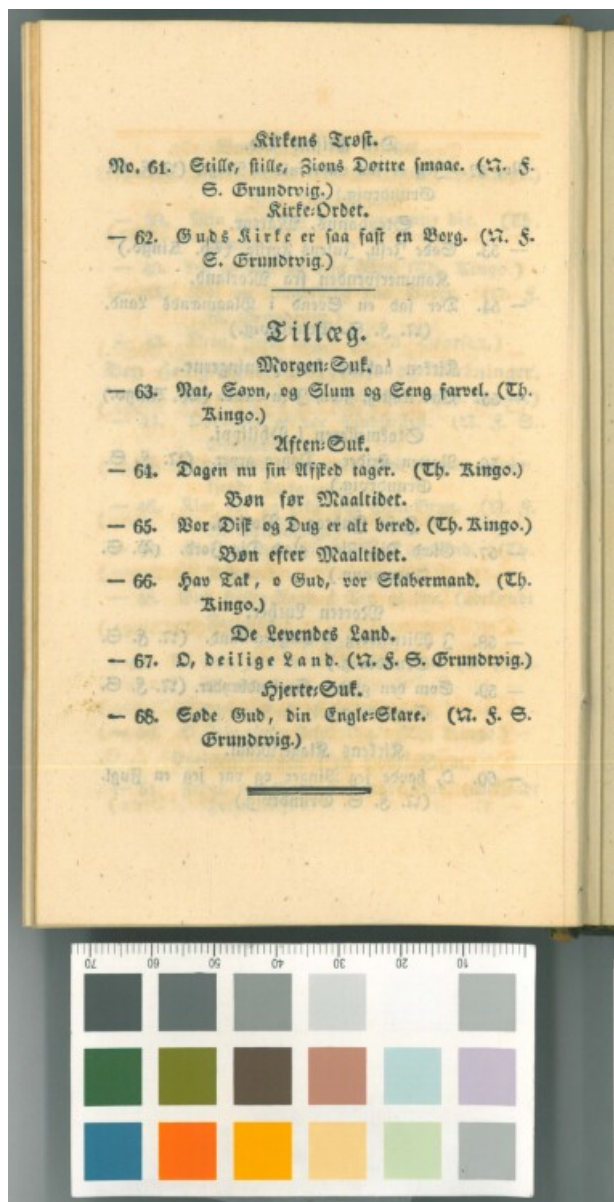 Kirkens Trøst.
No. 61. Stille, stille, Zions Døttre smaae. (N. F.
S. Grundtvig.)
Kirke-Ordet.
— 62. Guds Kirke er saa fast en Borg. (N. F.
S. Grundtvig.)
Tillæg.
Morgen-Suk.
— 63. Nat, Søvn, og Slum og Seng farvel. (Th.
Kingo.)
Aften-Suk.
— 64. Dagen nu sin Afsked tager. (Th. Kingo.)
Bøn før Maaltidet.
— 65. Vor Disk og Dug er alt bered. (Th. Kingo.)
Bøn efter Maaltidet.
— 66. Hav Tak, o Gud, vor Skabermand. (Th.
Kingo.)
De Levendes Land.
— 67. O, deilige Land. (N. F. S. Grundtvig.)
Hjerte-Suk.
— 68. Søde Gud, din Engle-Skare. (N. F. S.
Grundtvig.)
70 60 50 40 30 20 10